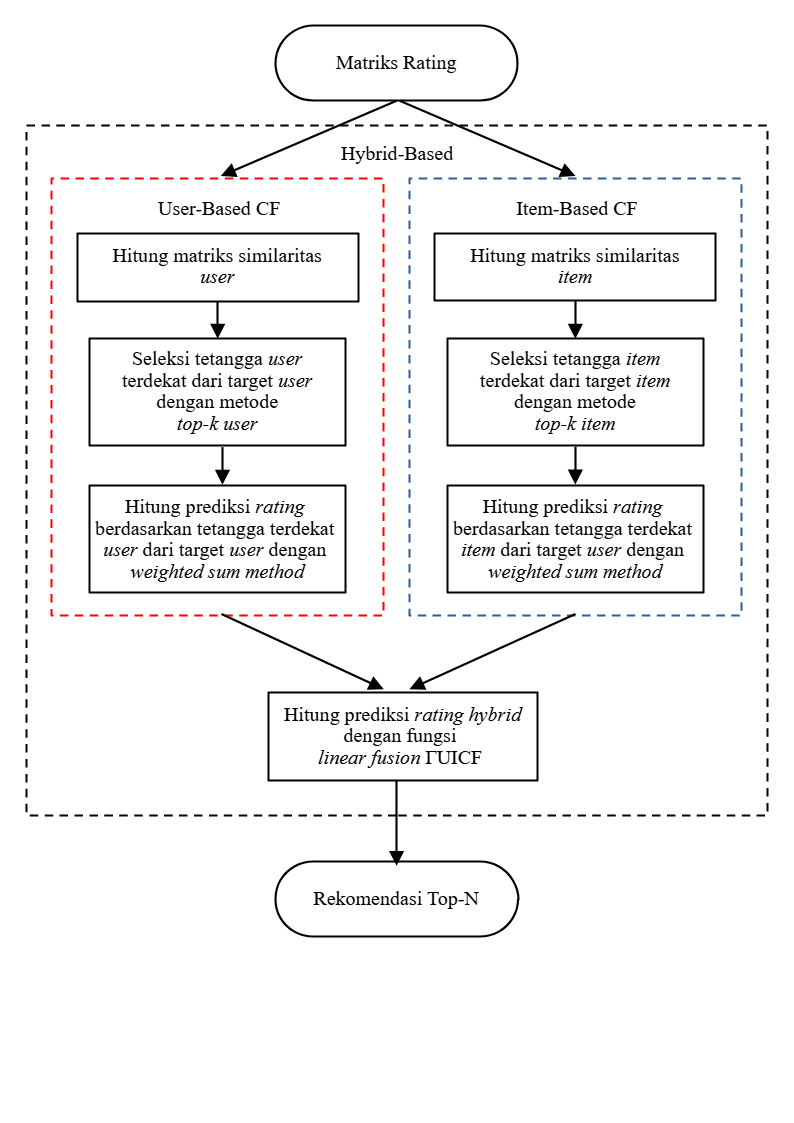 Matriks Rating
Hybrid-Based
User-Based CF
Hitung matriks similaritas
user
Seleksi tetangga user
terdekat dari target user
dengan metode
top-k user
Hitung prediksi rating
berdasarkan tetangga terdekat
user dari target user dengan
weighted sum method
Item-Based CF
Hitung matriks similaritas
item
Seleksi tetangga item
terdekat dari target item
dengan metode
top-k item
Hitung prediksi rating
berdasarkan tetangga terdekat
item dari target user dengan
weighted sum method
Hitung prediksi rating hybrid
dengan fungsi
linear fusion ΓUICF
Rekomendasi Top-N